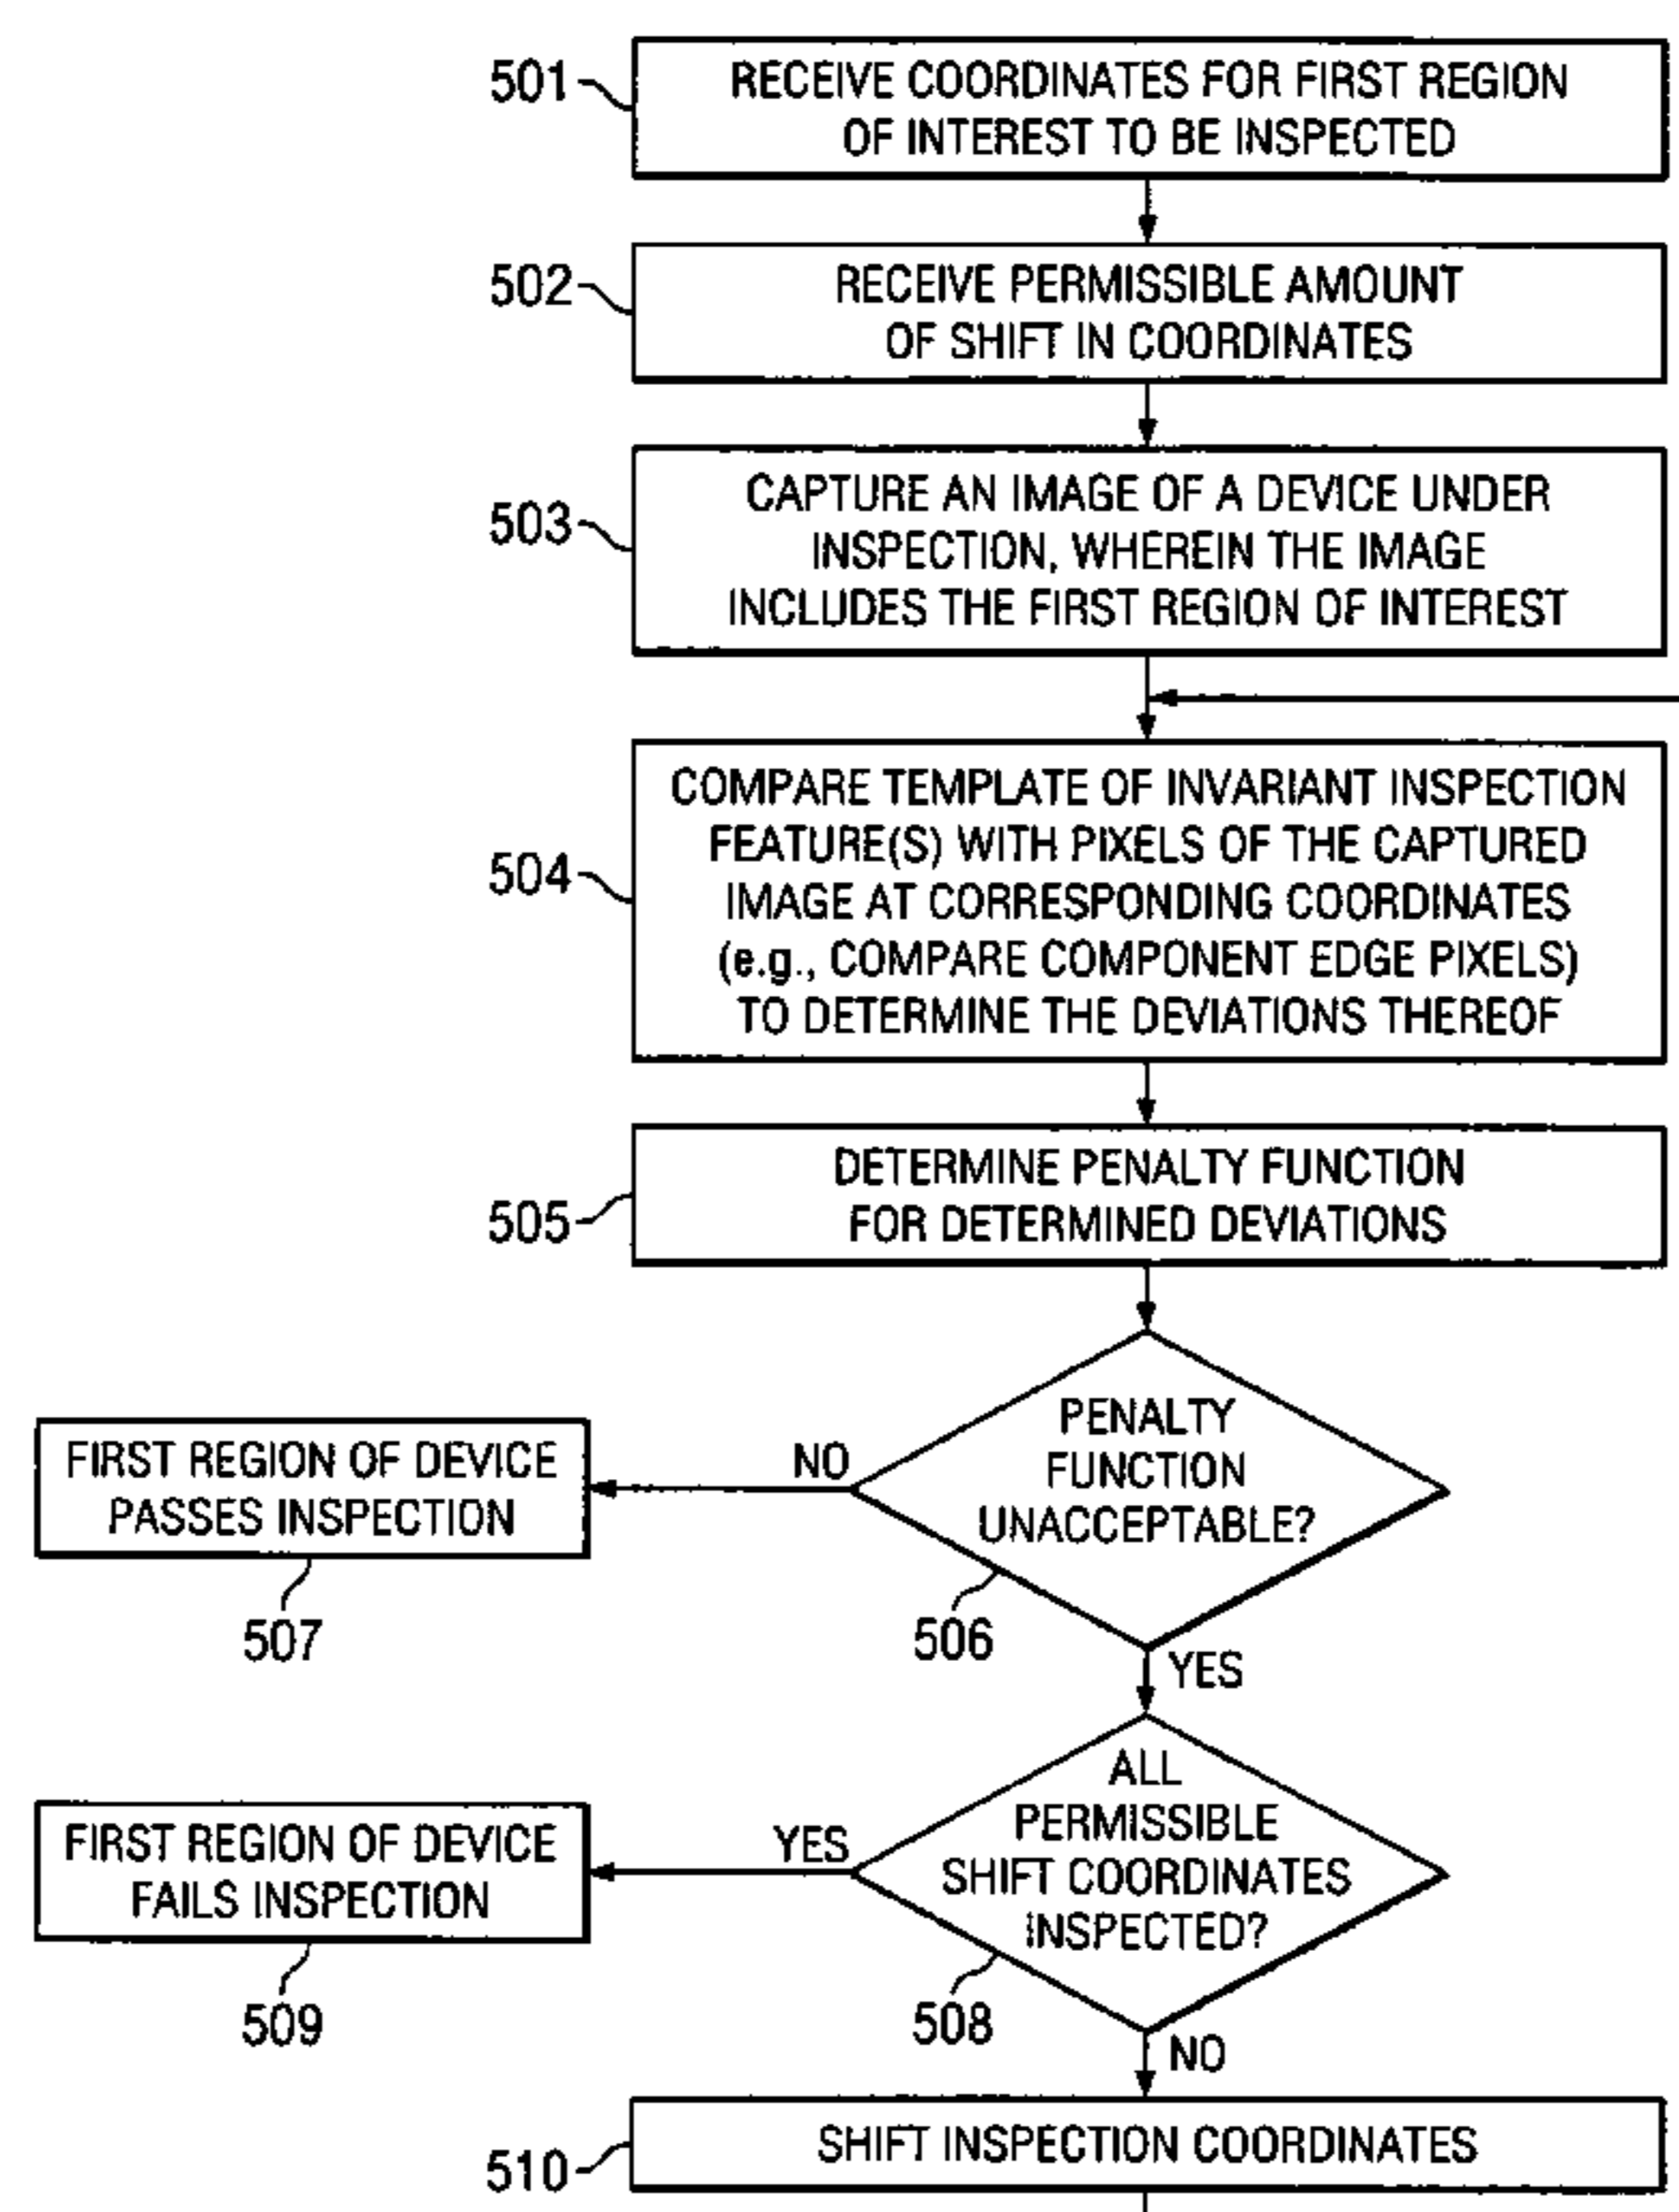 501
RECEIVE COORDINATES FOR FIRST REGION
OF INTEREST TO BE INSPECTED
502
RECEIVE PERMISSIBLE AMOUNT
OF SHIFT IN COORDINATES
503
CAPTURE AN IMAGE OF A DEVICE UNDER
INSPECTION, WHEREIN THE IMAGE
INCLUDES THE FIRST REGION OF INTEREST
504
COMPARE TEMPLATE OF INVARIANT INSPECTION
FEATURE(S) WITH PIXELS OF THE CAPTURED
IMAGE AT CORRESPONDING COORDINATES
(e.g., COMPARE COMPONENT EDGE PIXELS)
TO DETERMINE THE DEVIATIONS THEREOF
505
DETERMINE PENALTY FUNCTION
FOR DETERMINED DEVIATIONS
PENALTY
FUNCTION
UNACCEPTABLE?
506
NO
FIRST REGION OF DEVICE
PASSES INSPECTION
507
YES
ALL
PERMISSIBLE
SHIFT COORDINATES
INSPECTED?
508
YES
FIRST REGION OF DEVICE
FAILS INSPECTION
509
NO
510
SHIFT INSPECTION COORDINATES